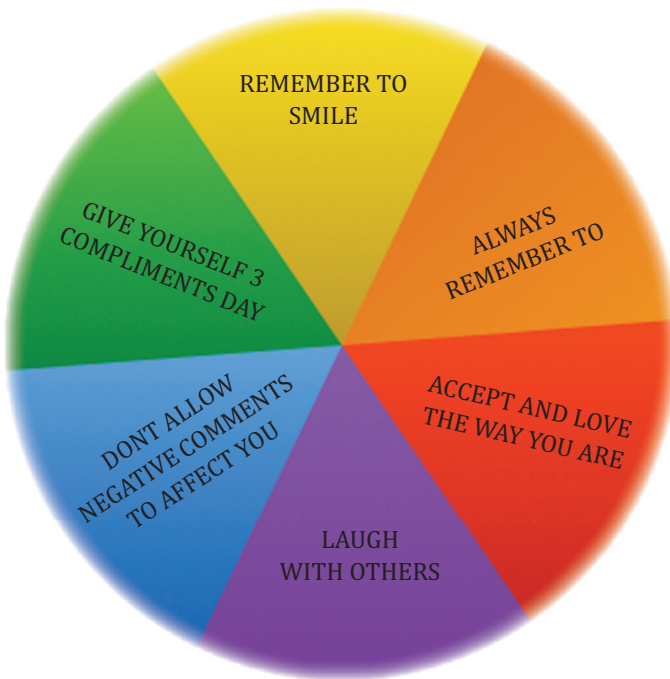 REMEMBER TO
SMILE
ALWAYS
REMEMBER TO
ACCEPT AND LOVE
THE WAY YOU ARE
LAUGH
WITH OTHERS
DONT ALLOW
NEGATIVE COMMENTS
TO AFFECT YOU
GIVE YOURSELF 3
COMPLIMENTS DAY